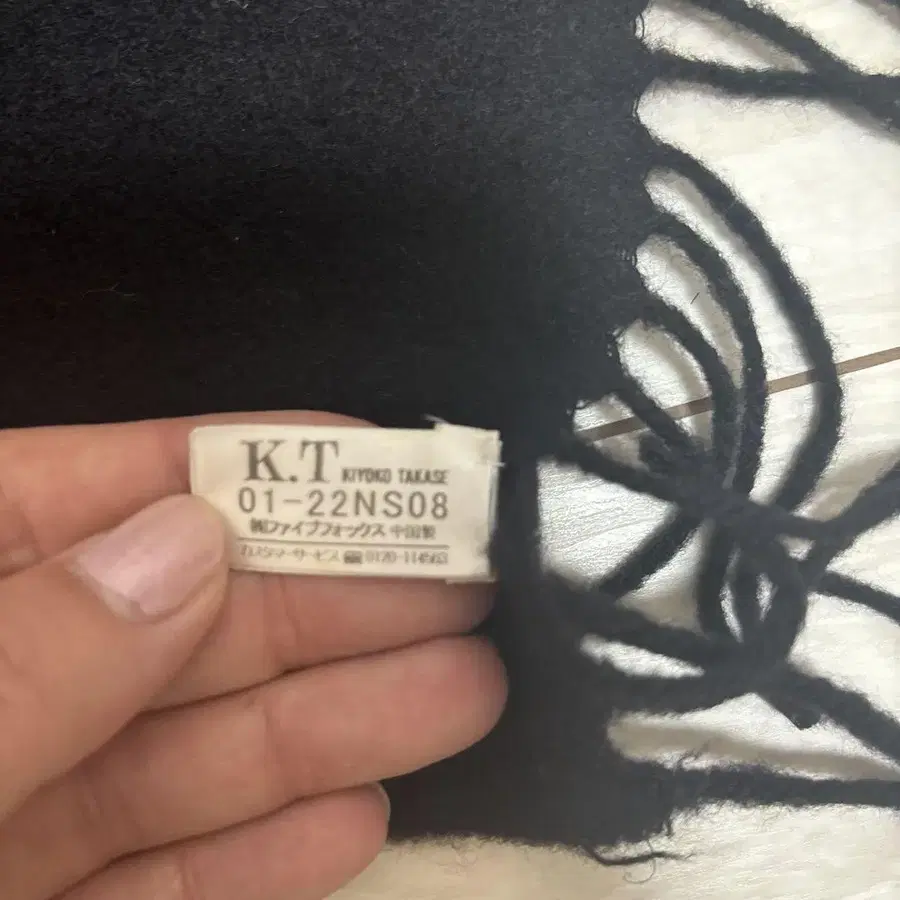 K.T KIYOKO TAKASE
01-22NS08
㈱ファイブフォックス 中国製
カスタマーサービス 0120-114563